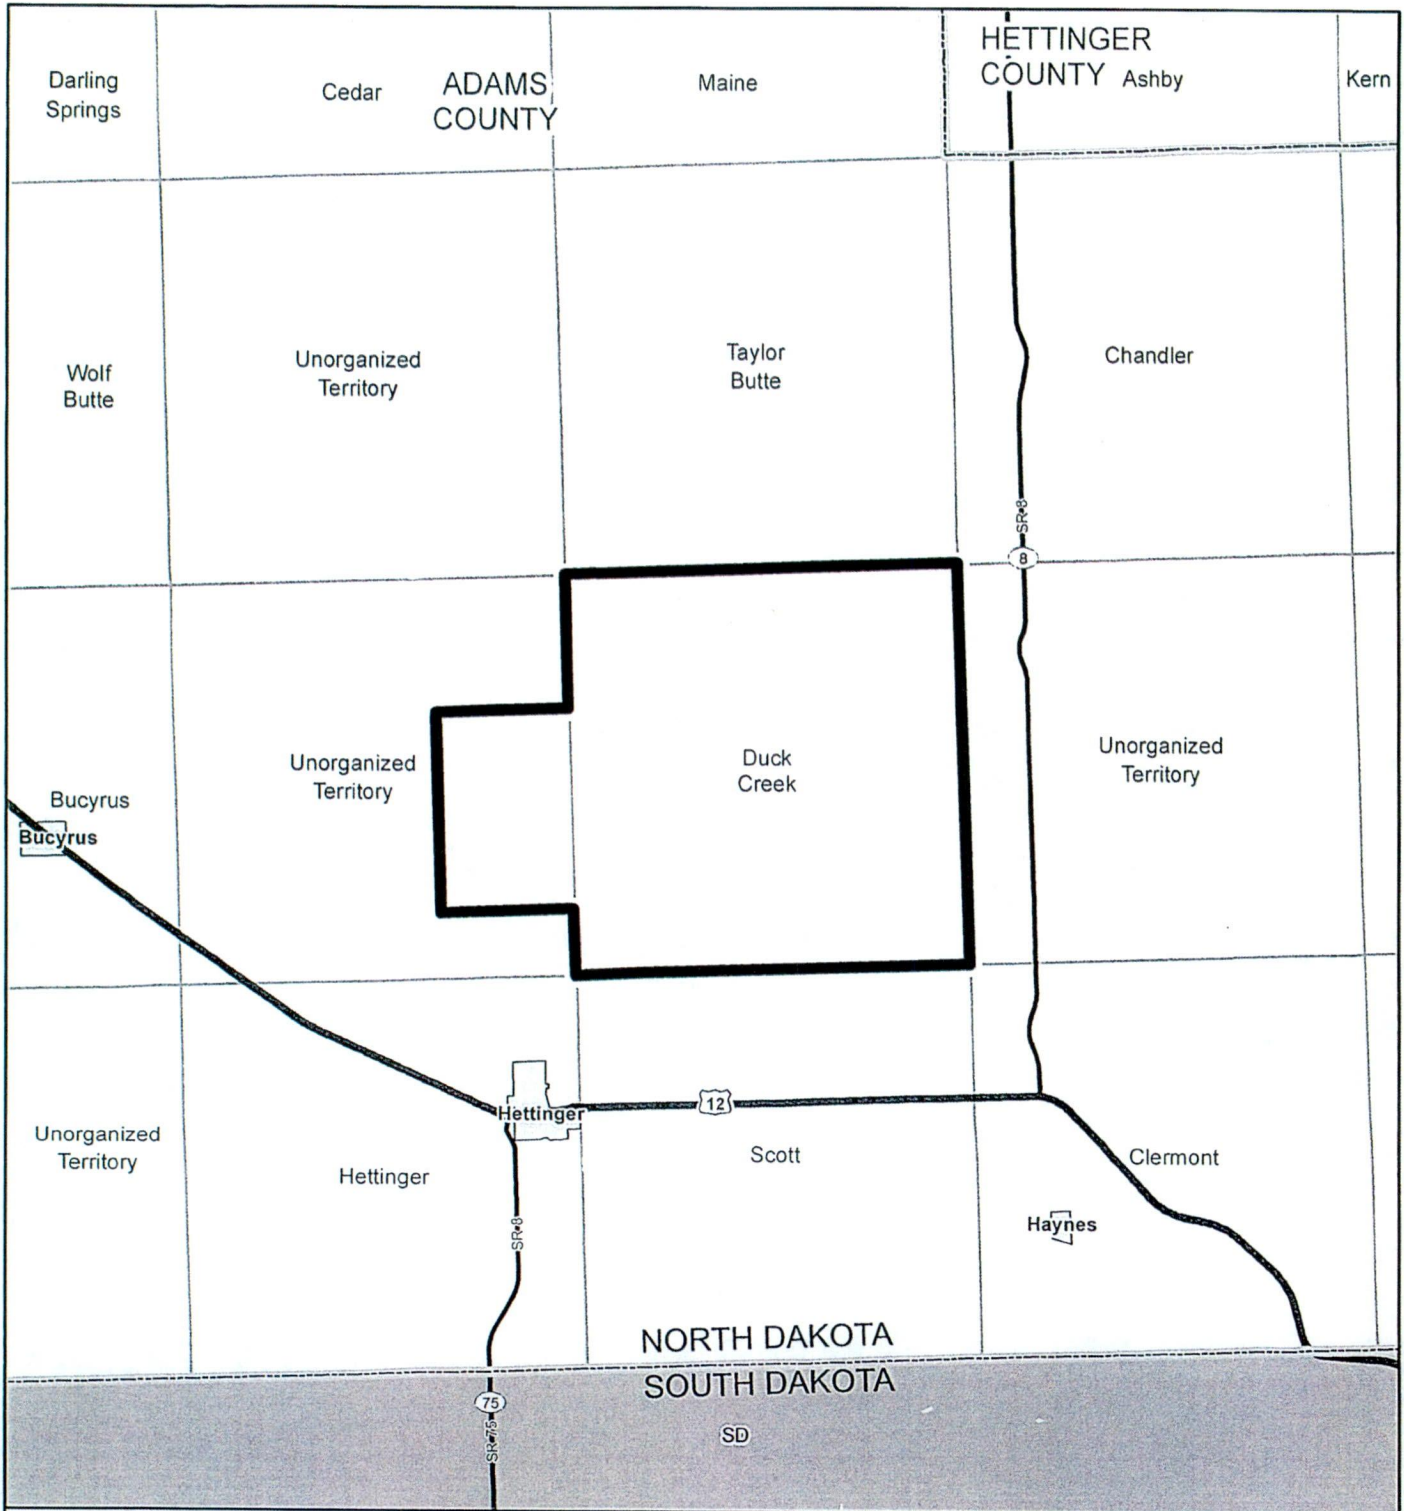 HETTINGER
COUNTY
Ashby
Kern
Darling
Springs
Cedar
ADAMS
COUNTY
Maine
Wolf
Butte
Unorganized
Territory
Taylor
Butte
Chandler
SR-8
8
Unorganized
Territory
Duck
Creek
Unorganized
Territory
Bucyrus
Bucyrus
Hettinger
12
Unorganized
Territory
Hettinger
Scott
Clermont
SR-8
Haynes
NORTH DAKOTA
SOUTH DAKOTA
75
SR-75
SD